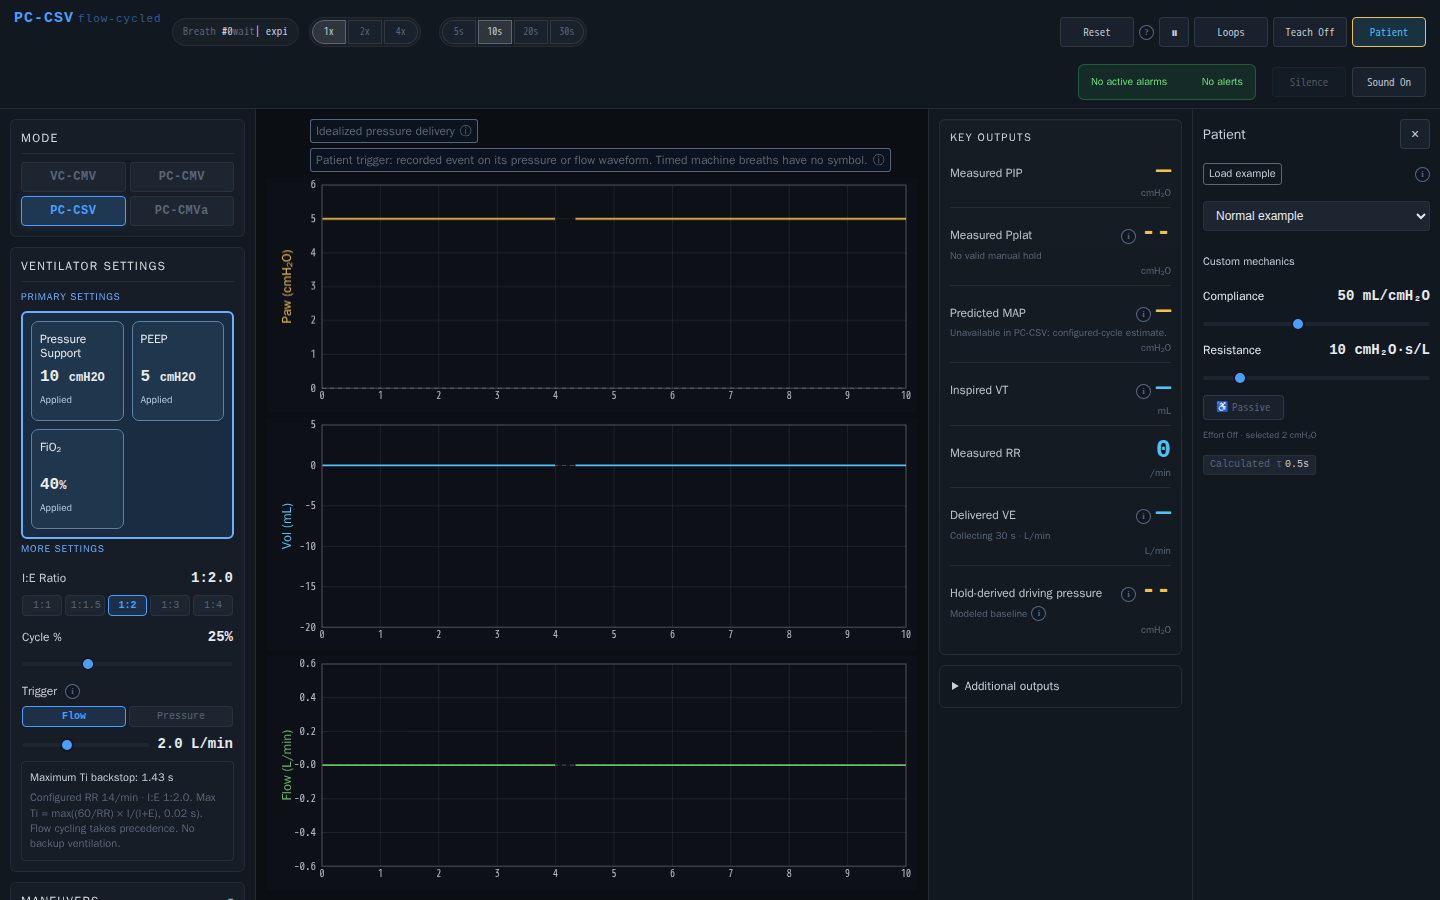 PC-CSV flow-cycled
Breath #0wait| expi
1x 2x 4x
5s 10s 20s 30s
Reset ? ⏸ Loops Teach Off Patient
No active alarms No alerts Silence Sound On
MODE
VC-CMV PC-CMV
PC-CSV PC-CMVa
VENTILATOR SETTINGS
PRIMARY SETTINGS
Pressure Support
10 cmH2O
Applied
PEEP
5 cmH2O
Applied
FiO₂
40%
Applied
MORE SETTINGS
I:E Ratio 1:2.0
1:1 1:1.5 1:2 1:3 1:4
Cycle % 25%
Trigger ⓘ
Flow Pressure
2.0 L/min
Maximum Ti backstop: 1.43 s
Configured RR 14/min · I:E 1:2.0. Max
Ti = max((60/RR) × I/(I+E), 0.02 s).
Flow cycling takes precedence. No
backup ventilation.
MANEUVERS
Idealized pressure delivery ⓘ
Patient trigger: recorded event on its pressure or flow waveform. Timed machine breaths have no symbol. ⓘ
Paw (cmH₂O)
6
5
4
3
2
1
0
0 1 2 3 4 5 6 7 8 9 10
Vol (mL)
5
0
-5
-10
-15
-20
0 1 2 3 4 5 6 7 8 9 10
Flow (L/min)
0.6
0.4
0.2
-0.0
-0.2
-0.4
-0.6
0 1 2 3 4 5 6 7 8 9 10
KEY OUTPUTS
Measured PIP —
cmH₂O
Measured Pplat ⓘ --
No valid manual hold
cmH₂O
Predicted MAP ⓘ —
Unavailable in PC-CSV: configured-cycle estimate.
cmH₂O
Inspired VT ⓘ —
mL
Measured RR 0
/min
Delivered VE ⓘ —
Collecting 30 s · L/min
L/min
Hold-derived driving pressure ⓘ --
Modeled baseline ⓘ
cmH₂O
▶ Additional outputs
Patient ×
Load example ⓘ
Normal example
Custom mechanics
Compliance 50 mL/cmH₂O
Resistance 10 cmH₂O·s/L
♿ Passive
Effort Off · selected 2 cmH₂O
Calculated τ 0.5s